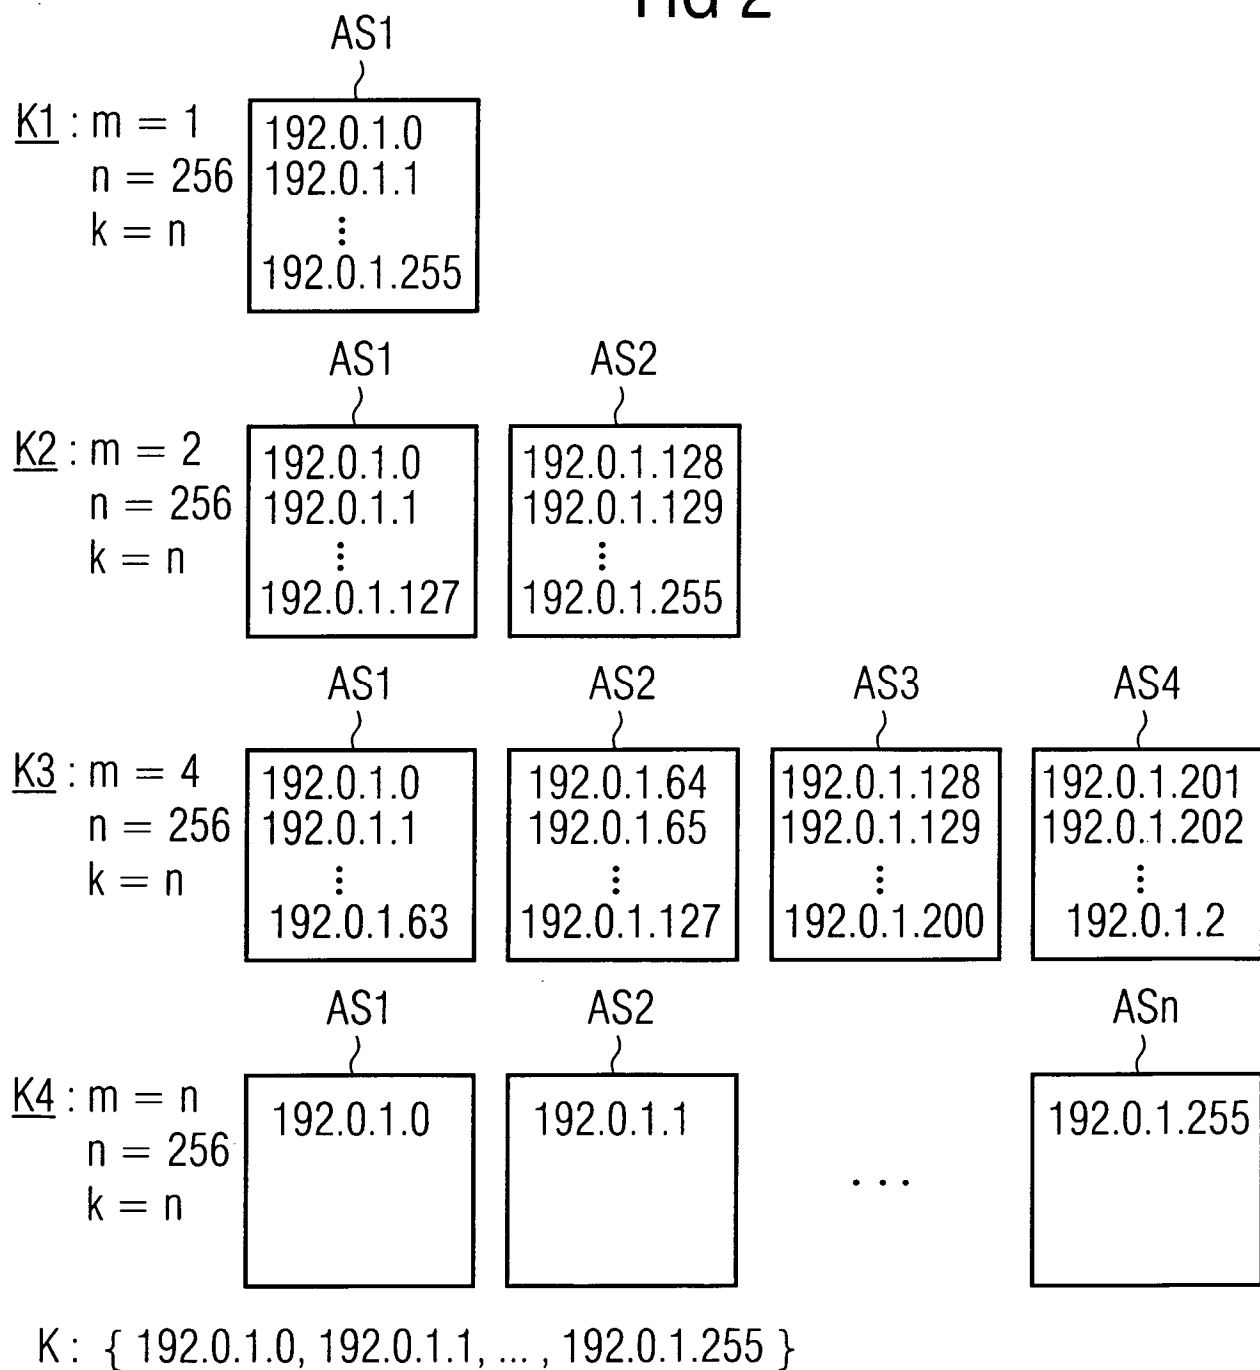 FIG 2
AS1
K1 : m = 1
n = 256
k = n
192.0.1.0
192.0.1.1
⋮
192.0.1.255
AS1 AS2
K2 : m = 2
n = 256
k = n
192.0.1.0
192.0.1.1
⋮
192.0.1.127
192.0.1.128
192.0.1.129
⋮
192.0.1.255
AS1 AS2 AS3 AS4
K3 : m = 4
n = 256
k = n
192.0.1.0
192.0.1.1
⋮
192.0.1.63
192.0.1.64
192.0.1.65
⋮
192.0.1.127
192.0.1.128
192.0.1.129
⋮
192.0.1.200
192.0.1.201
192.0.1.202
⋮
192.0.1.2
AS1 AS2 ASn
K4 : m = n
n = 256
k = n
192.0.1.0
192.0.1.1
...
192.0.1.255
K : { 192.0.1.0, 192.0.1.1, ... , 192.0.1.255 }